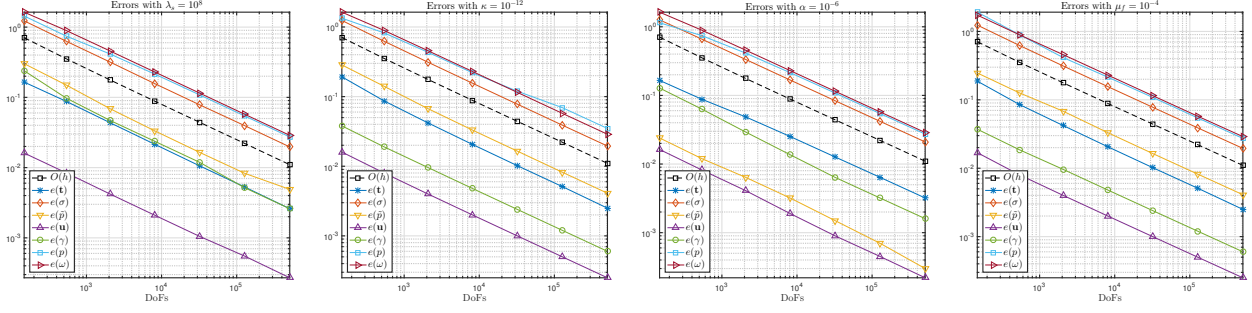 Errors with λ_s = 10^8
10^0
10^-1
10^-2
10^-3
O(h)
e(t)
e(σ)
e(p̃)
e(u)
e(γ)
e(p)
e(ω)
10^3
10^4
10^5
DoFs
Errors with κ = 10^-12
10^0
10^-1
10^-2
10^-3
O(h)
e(t)
e(σ)
e(p̃)
e(u)
e(γ)
e(p)
e(ω)
10^3
10^4
10^5
DoFs
Errors with α = 10^-6
10^0
10^-1
10^-2
10^-3
O(h)
e(t)
e(σ)
e(p̃)
e(u)
e(γ)
e(p)
e(ω)
10^3
10^4
10^5
DoFs
Errors with μ_f = 10^-4
10^0
10^-1
10^-2
10^-3
O(h)
e(t)
e(σ)
e(p̃)
e(u)
e(γ)
e(p)
e(ω)
10^3
10^4
10^5
DoFs